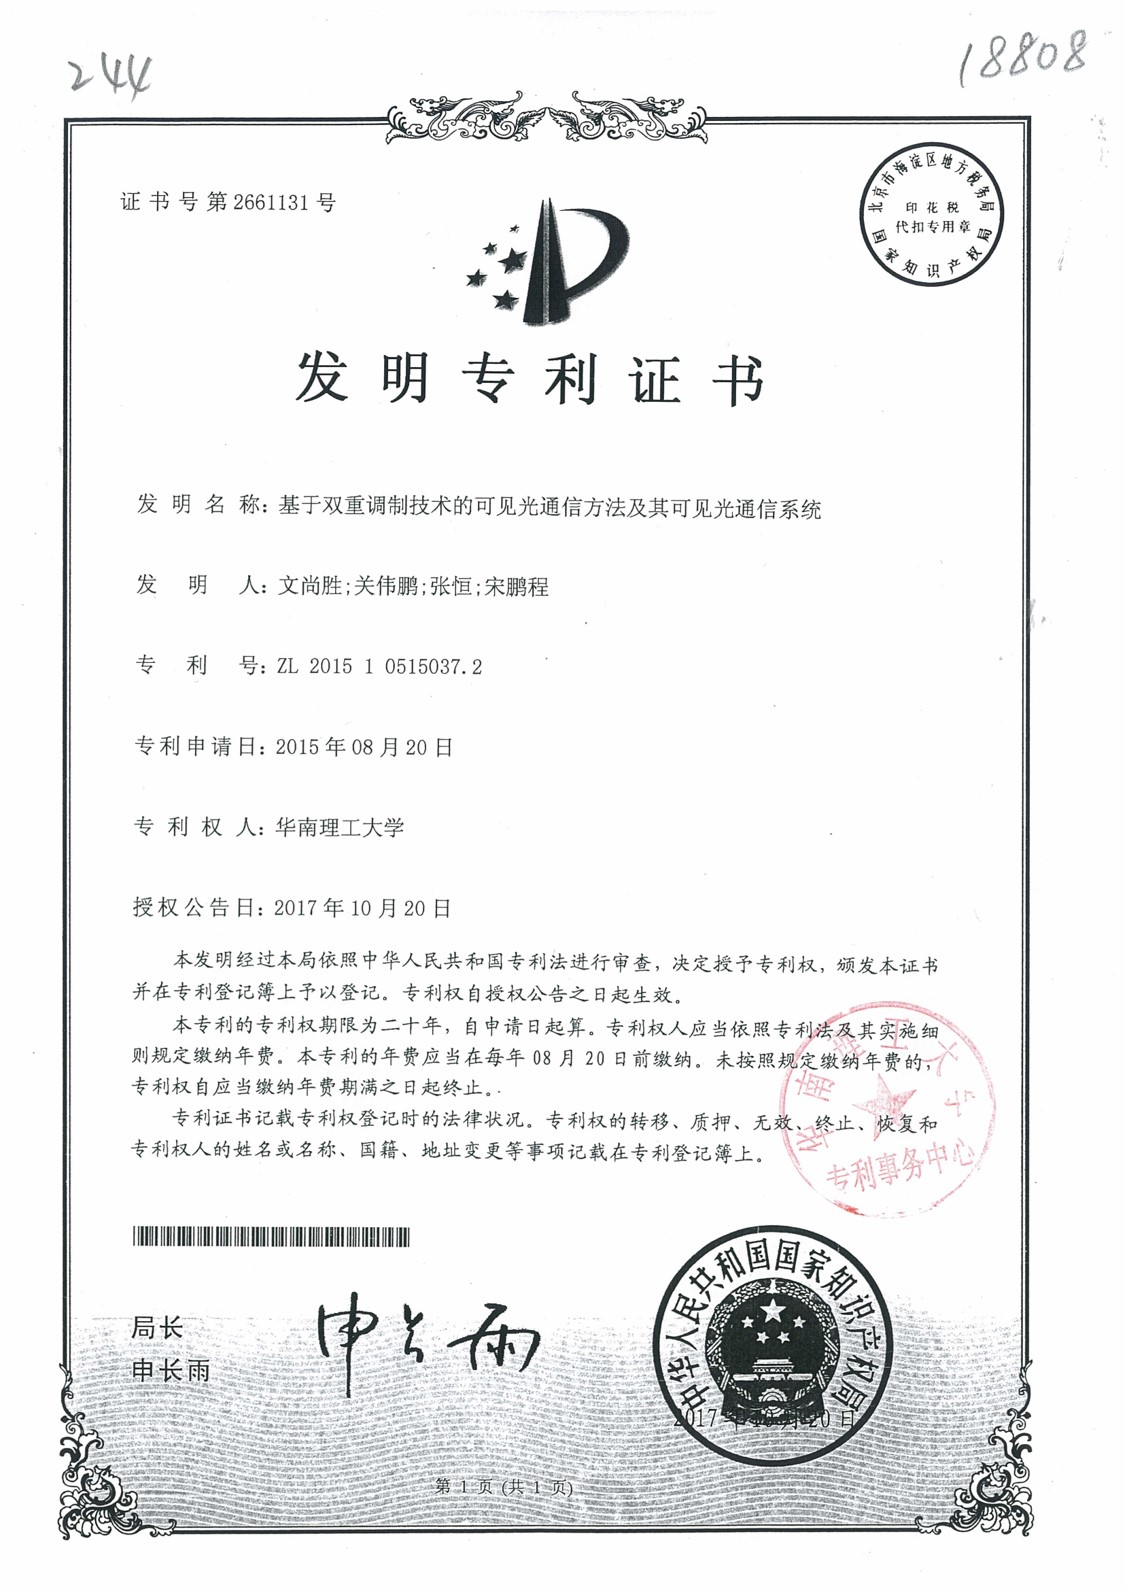 244
18808
证书号第2661131号
北京市海淀区地方税务局
印花税
代扣专用章
国家知识产权局
发明专利证书
发明名称：基于双重调制技术的可见光通信方法及其可见光通信系统
发明人：文尚胜;关伟鹏;张恒;宋鹏程
专利号：ZL 2015 1 0515037.2
专利申请日：2015年08月20日
专利权人：华南理工大学
授权公告日：2017年10月20日
本发明经过本局依照中华人民共和国专利法进行审查，决定授予专利权，颁发本证书
并在专利登记簿上予以登记。专利权自授权公告之日起生效。
本专利的专利权期限为二十年，自申请日起算。专利权人应当依照专利法及其实施细
则规定缴纳年费。本专利的年费应当在每年08月20日前缴纳。未按照规定缴纳年费的，
专利权自应当缴纳年费期满之日起终止。
专利证书记载专利权登记时的法律状况。专利权的转移、质押、无效、终止、恢复和
专利权人的姓名或名称、国籍、地址变更等事项记载在专利登记簿上。
华南理工大学
专利事务中心
局长
申长雨
申长雨
中华人民共和国国家知识产权局
2017年10月20日
第1页(共1页)